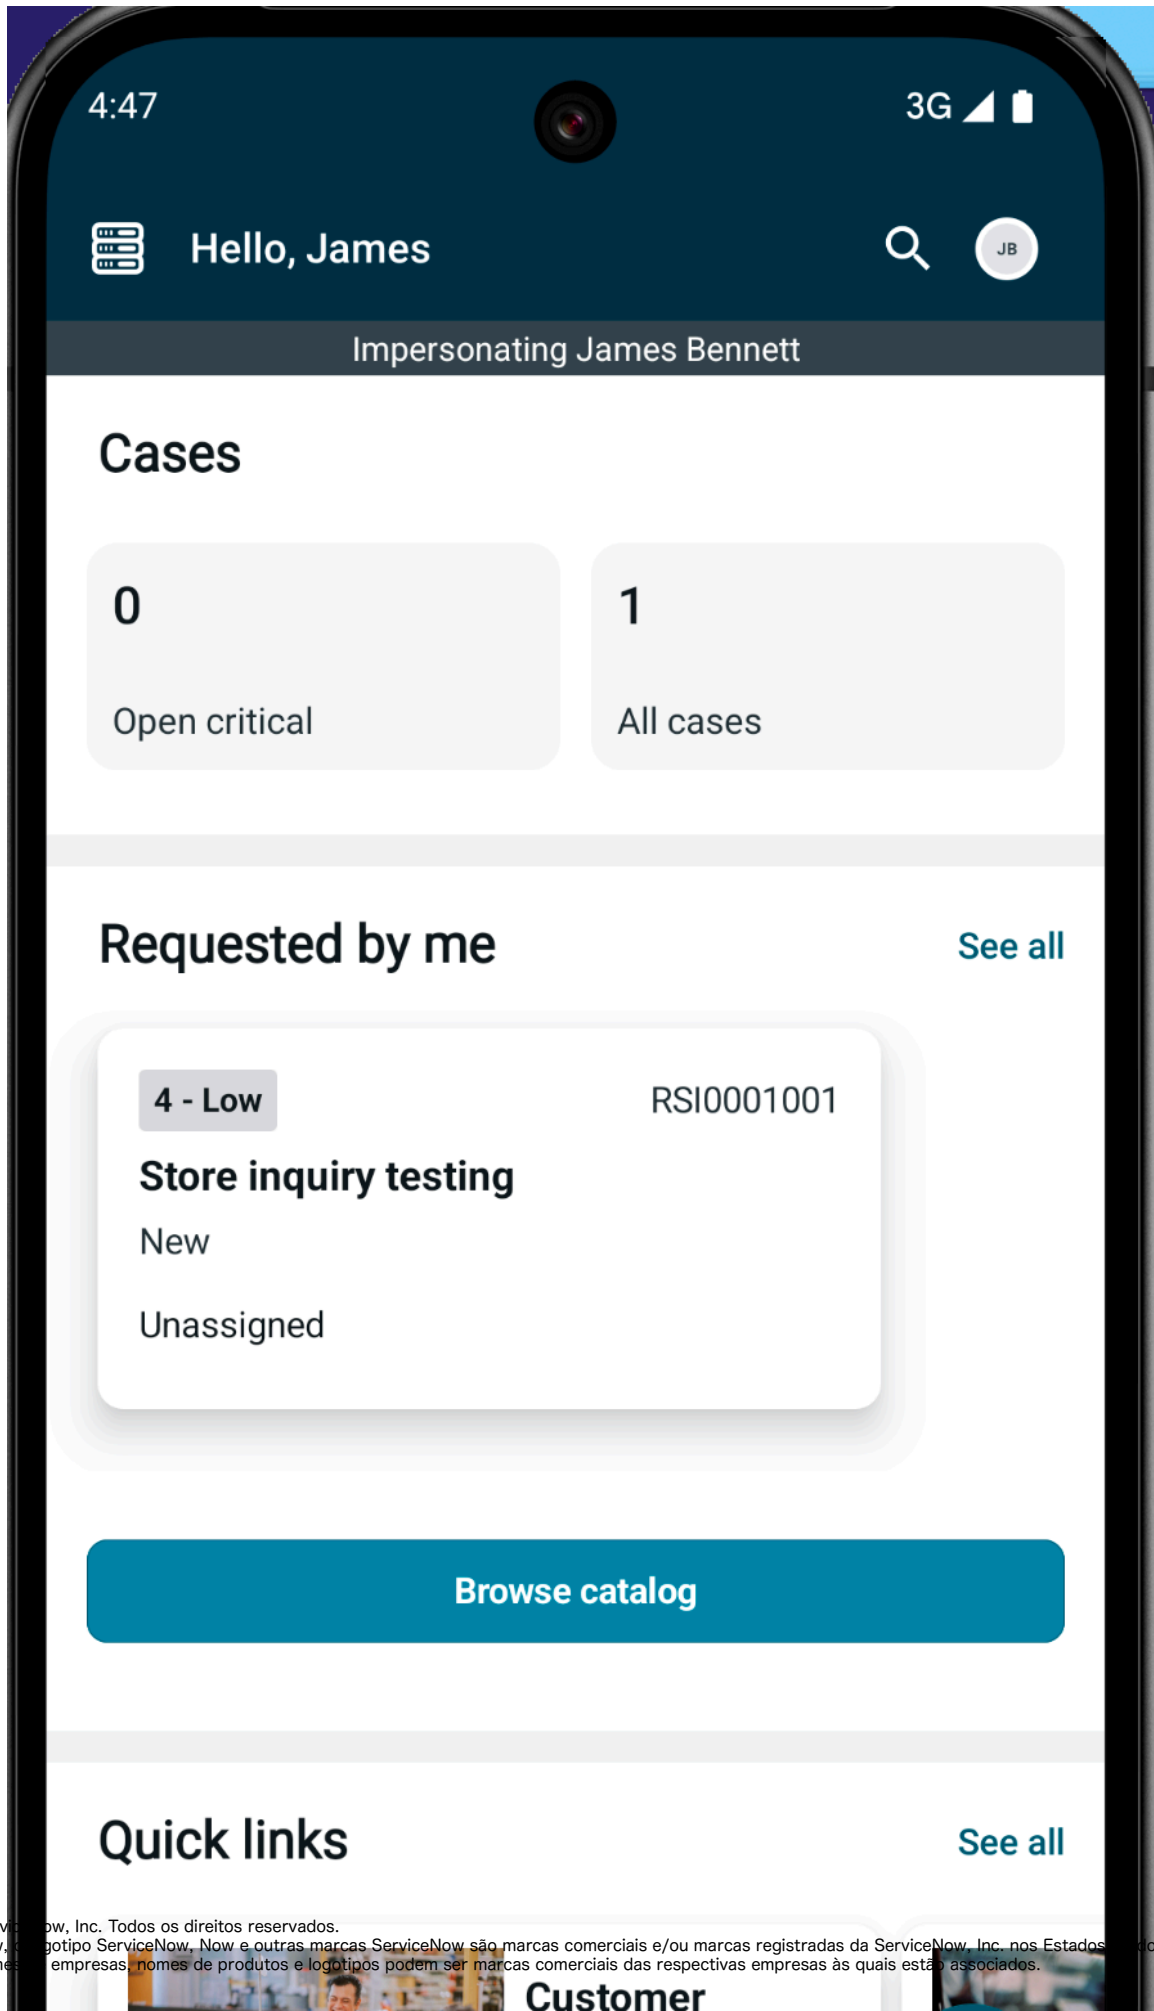 4:47
3G
Hello, James
JB
Impersonating James Bennett
Cases
0
1
Open critical
All cases
Requested by me
See all
4 - Low
RSI0001001
Store inquiry testing
New
Unassigned
Browse catalog
Quick links
See all
Inc. Todos os direitos reservados.
ServiceNow, Now e outras marcas ServiceNow são marcas comerciais e/ou marcas registradas da ServiceNow, Inc. nos Estados
empresas, nomes de produtos e logotipos podem ser marcas comerciais das respectivas empresas às quais estão associados.
Customer